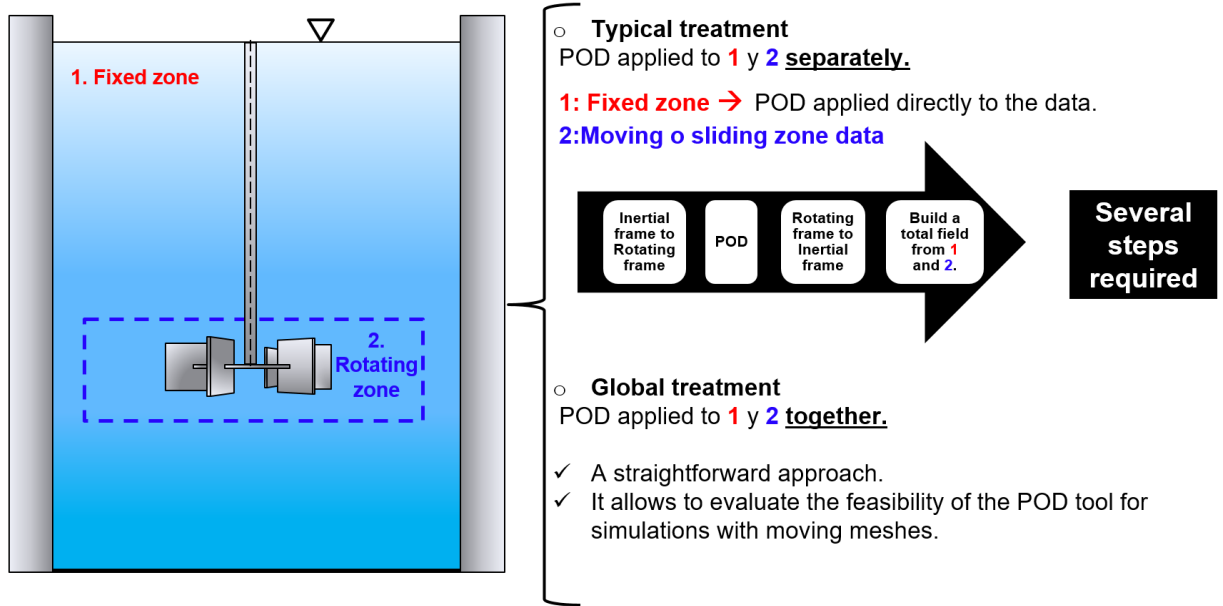 1. Fixed zone
2.
Rotating
zone
o Typical treatment
POD applied to 1 y 2 separately.
1: Fixed zone → POD applied directly to the data.
2:Moving o sliding zone data
Inertial
frame to
Rotating
frame
POD
Rotating
frame to
Inertial
frame
Build a
total field
from 1
and 2.
Several
steps
required
o Global treatment
POD applied to 1 y 2 together.
✓ A straightforward approach.
✓ It allows to evaluate the feasibility of the POD tool for
simulations with moving meshes.